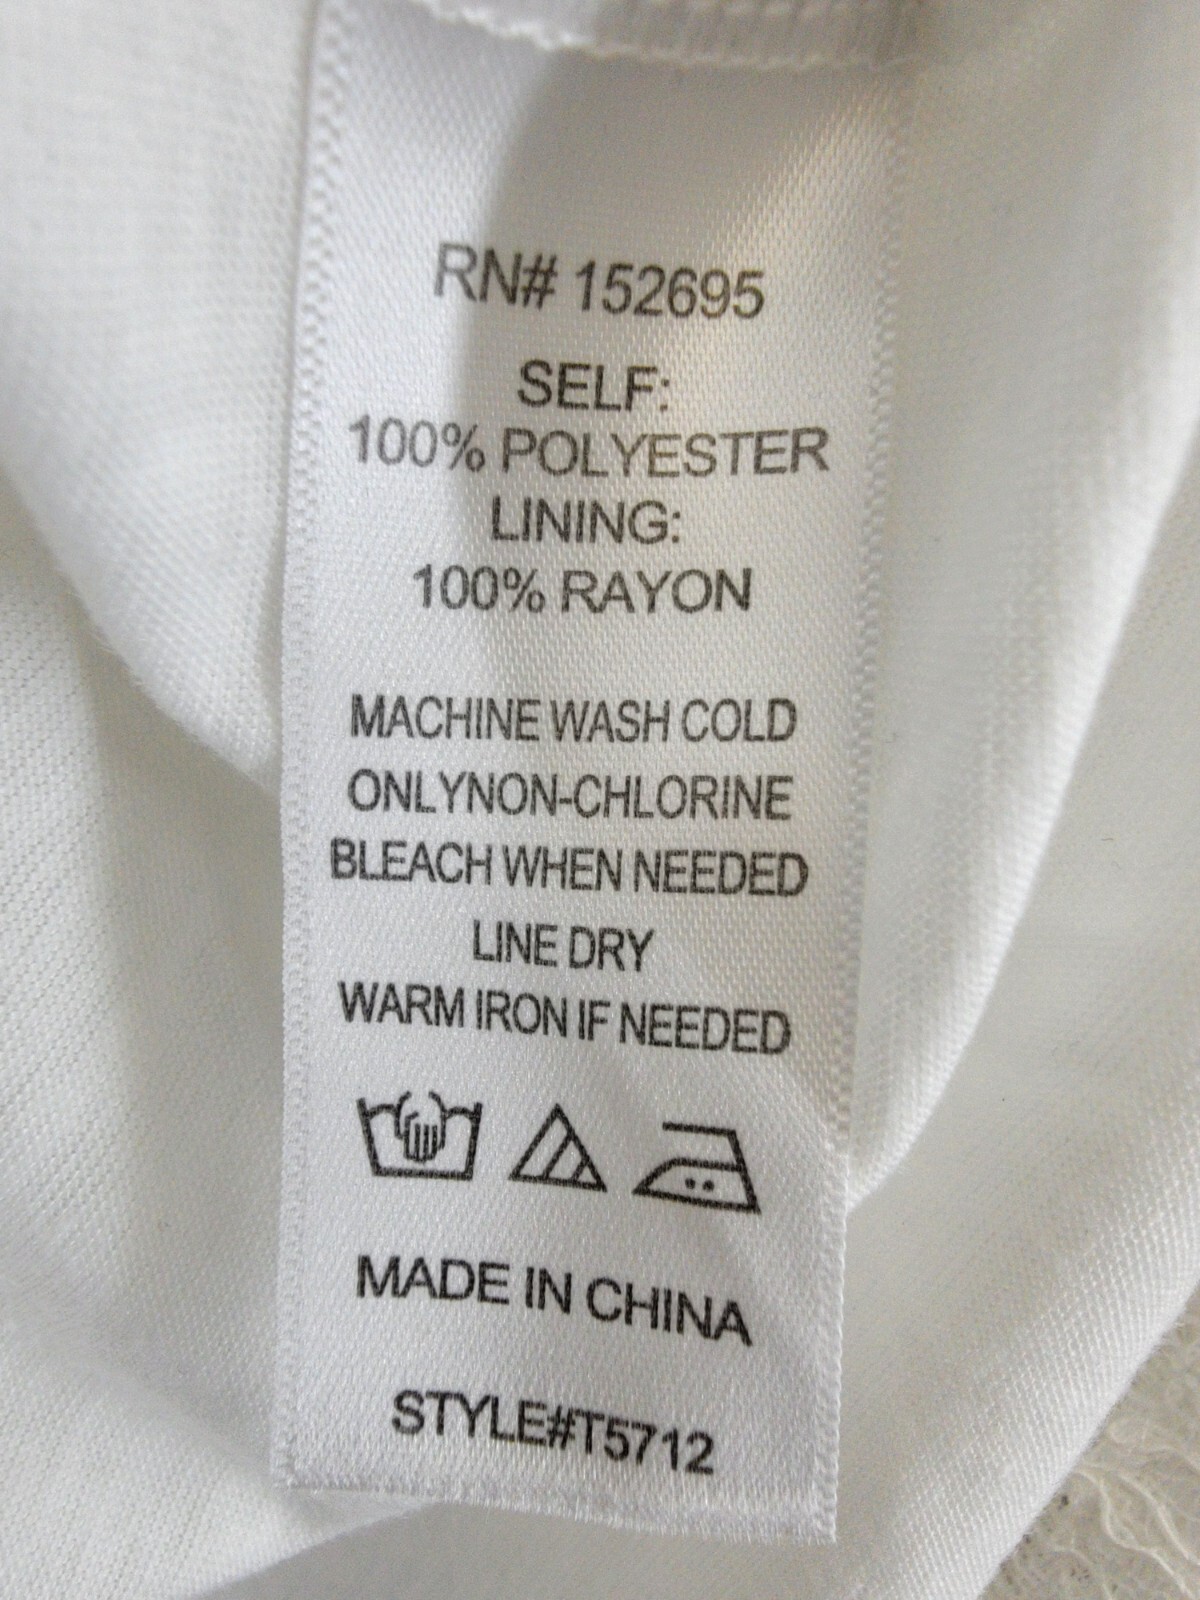 RN# 152695
SELF:
100% POLYESTER
LINING:
100% RAYON
MACHINE WASH COLD
ONLYNON-CHLORINE
BLEACH WHEN NEEDED
LINE DRY
WARM IRON IF NEEDED
MADE IN CHINA
STYLE#T5712